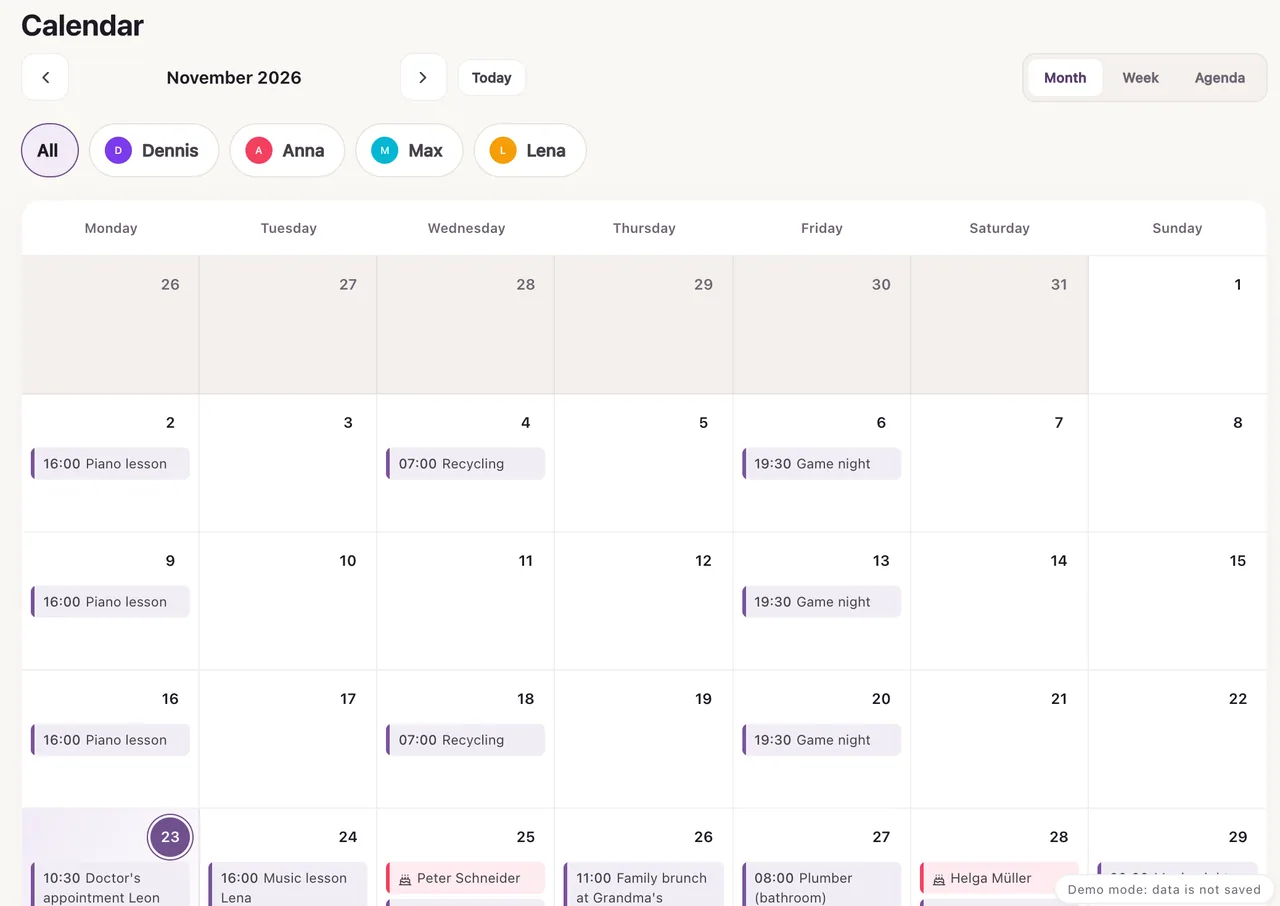 Calendar
November 2026
Today
Month Week Agenda
All D Dennis A Anna M Max L Lena
Monday Tuesday Wednesday Thursday Friday Saturday Sunday
26 27 28 29 30 31 1
2 3 4 5 6 7 8
16:00 Piano lesson 07:00 Recycling 19:30 Game night
9 10 11 12 13 14 15
16:00 Piano lesson 19:30 Game night
16 17 18 19 20 21 22
16:00 Piano lesson 07:00 Recycling 19:30 Game night
23 24 25 26 27 28 29
10:30 Doctor's 16:00 Music lesson Peter Schneider 11:00 Family brunch 08:00 Plumber Helga Müller
appointment Leon Lena at Grandma's (bathroom)
Demo mode: data is not saved